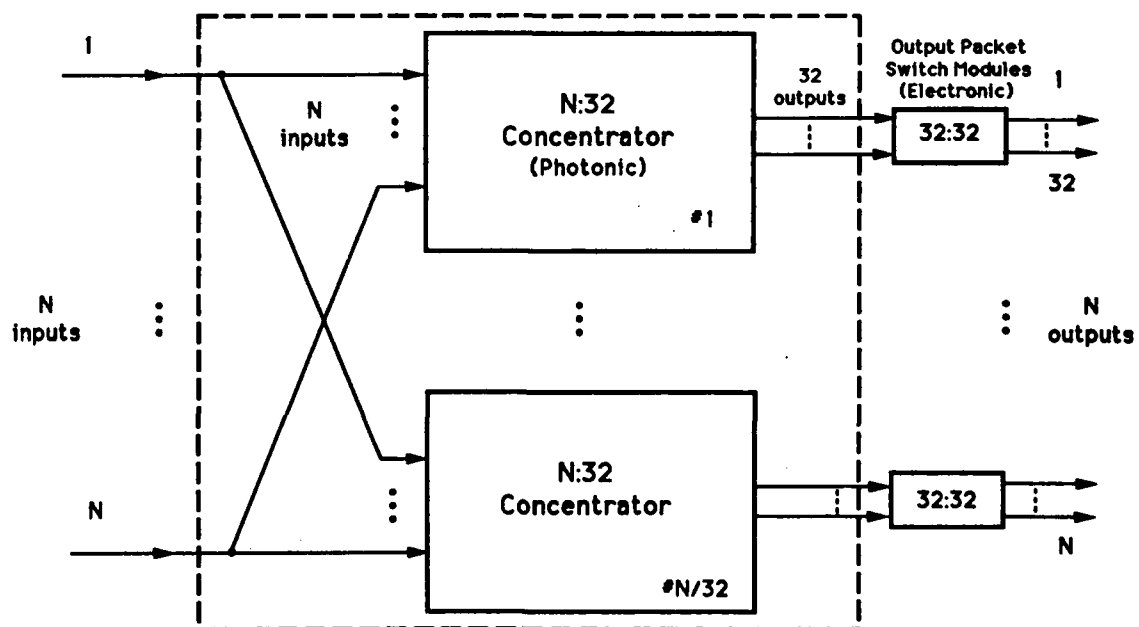 1
N
inputs
N:32
Concentrator
(Photonic)
#1
32
outputs
Output Packet
Switch Modules
(Electronic)
32:32
1
32
N
inputs
N
outputs
N
N:32
Concentrator
#N/32
32:32
N